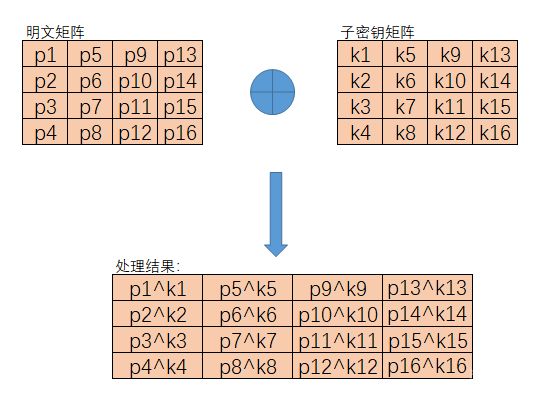 明文矩阵
p1 p5 p9 p13
p2 p6 p10 p14
p3 p7 p11 p15
p4 p8 p12 p16
子密钥矩阵
k1 k5 k9 k13
k2 k6 k10 k14
k3 k7 k11 k15
k4 k8 k12 k16
处理结果:
p1^k1 p5^k5 p9^k9 p13^k13
p2^k2 p6^k6 p10^k10 p14^k14
p3^k3 p7^k7 p11^k11 p15^k15
p4^k4 p8^k8 p12^k12 p16^k16